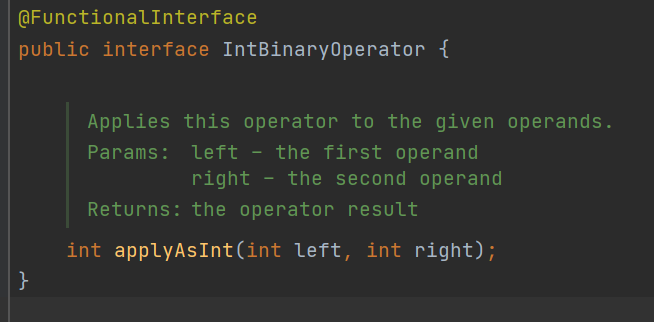 @FunctionalInterface
public interface IntBinaryOperator {
Applies this operator to the given operands.
Params: left – the first operand
right – the second operand
Returns: the operator result
int applyAsInt(int left, int right);
}